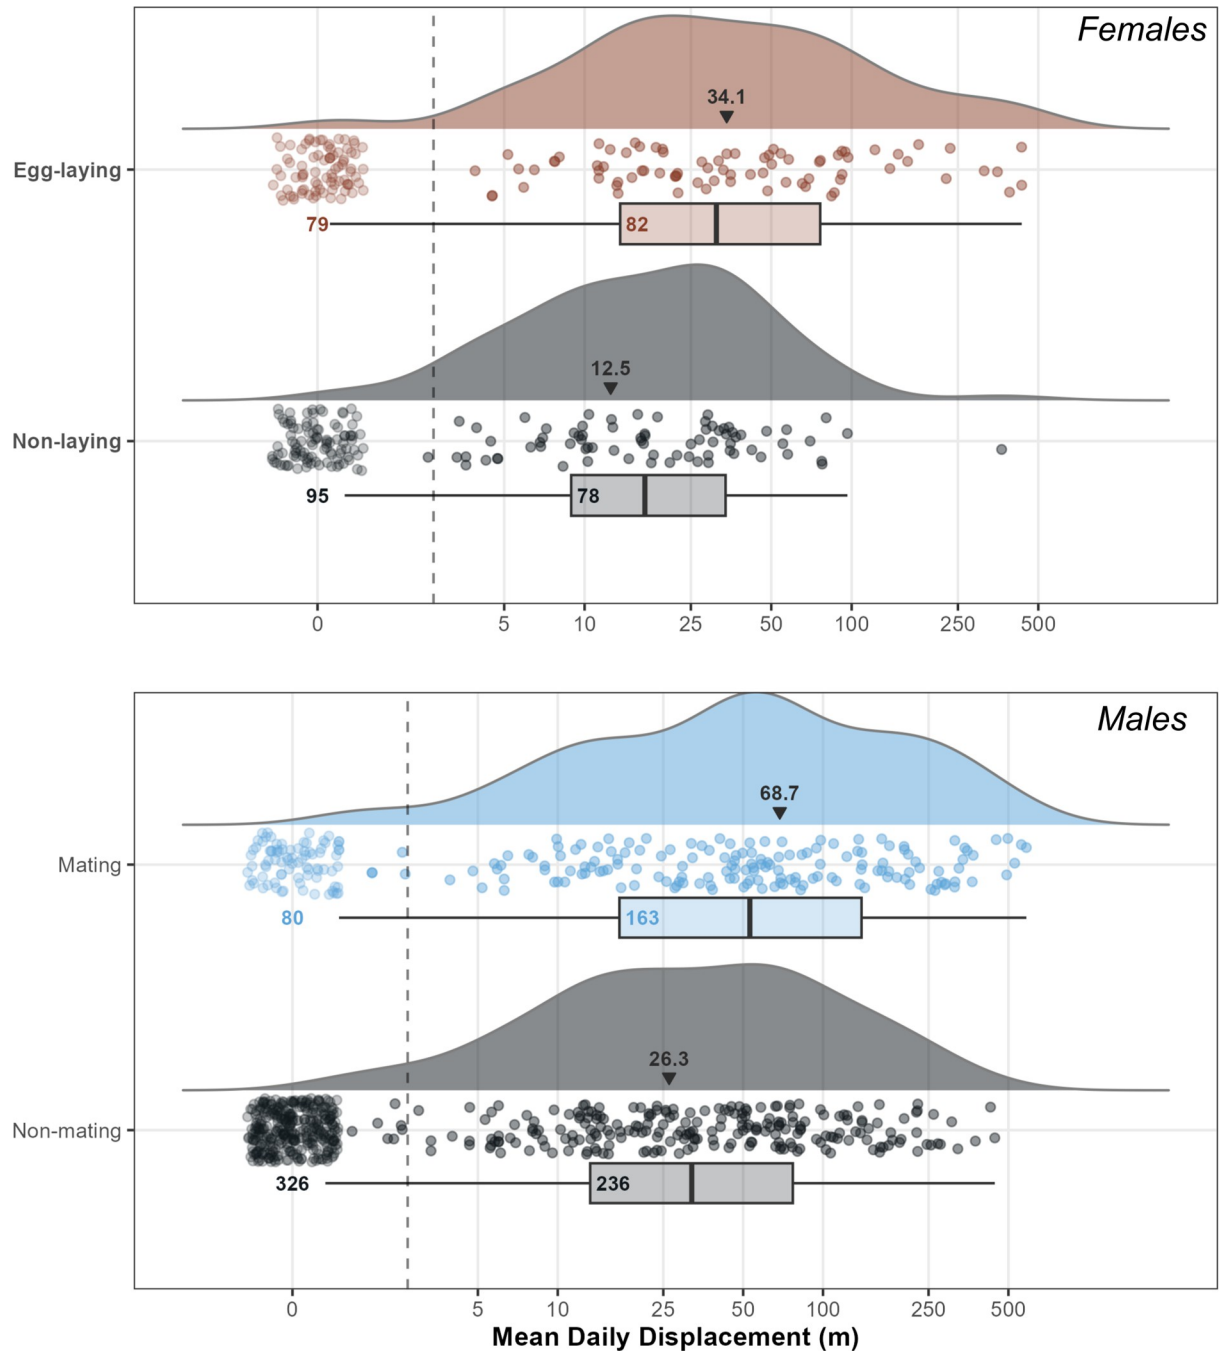 Females
34.1
Egg-laying
79 82
12.5
Non-laying
95 78
0 5 10 25 50 100 250 500
Males
68.7
Mating
80 163
26.3
Non-mating
326 236
0 5 10 25 50 100 250 500
Mean Daily Displacement (m)